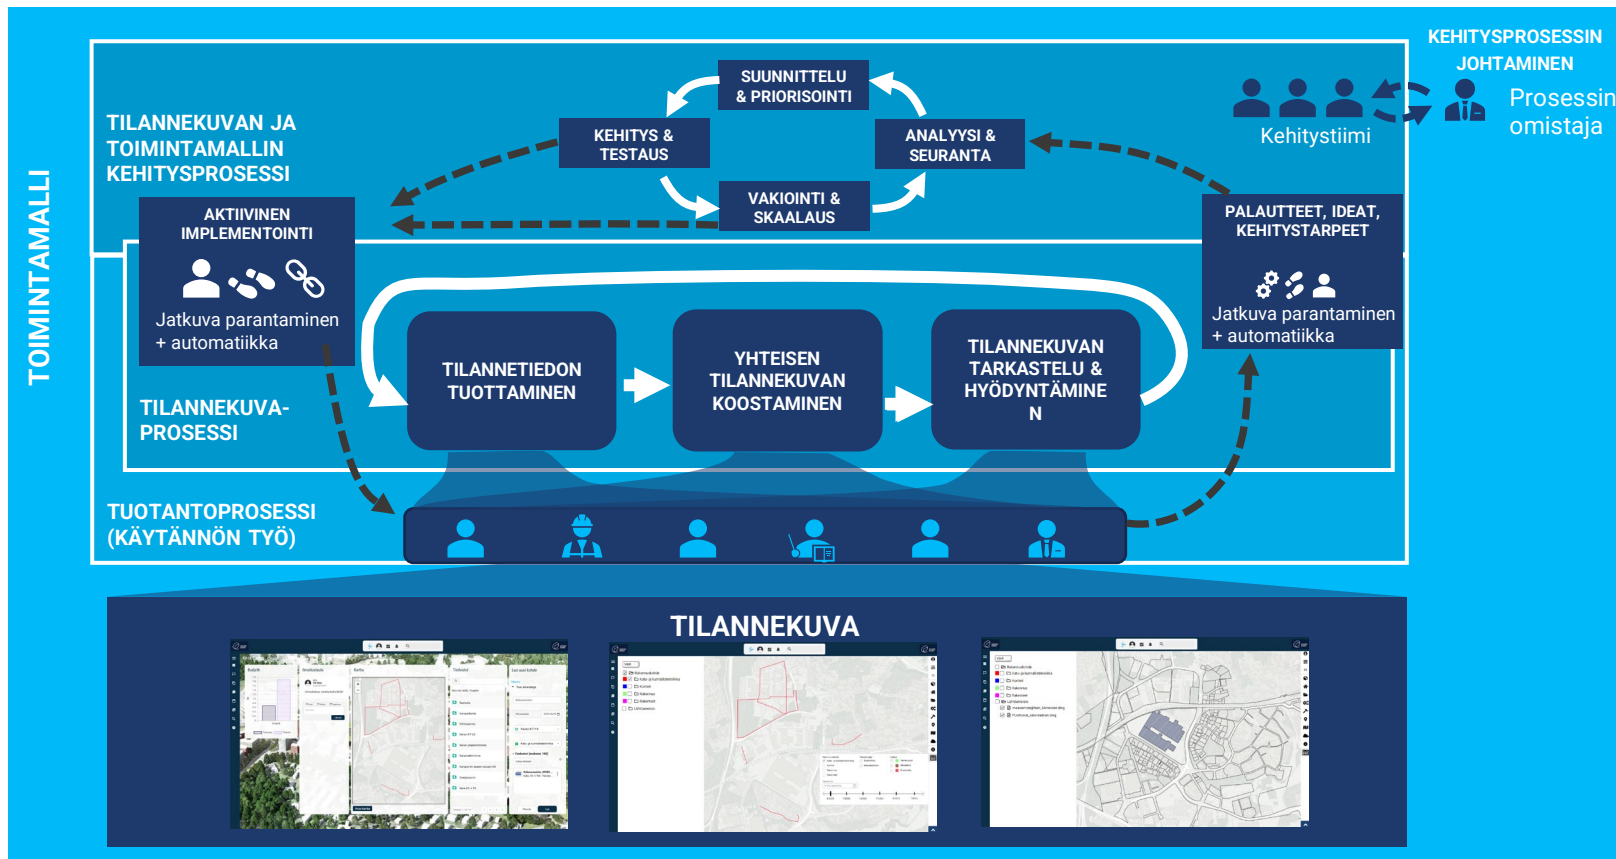 KEHITYSPROSESSIN
JOHTAMINEN
Prosessin
omistaja
Kehitystiimi
SUUNNITTELU
& PRIORISOINTI
KEHITYS &
TESTAUS
ANALYYSI &
SEURANTA
VAKIOINTI &
SKAALAUS
TILANNEKUVAN JA
TOIMINTAMALLIN
KEHITYSPROSESSI
TOIMINTAMALLI
AKTIIVINEN
IMPLEMENTOINTI
Jatkuva parantaminen
+ automatiikka
PALAUTTEET, IDEAT,
KEHITYSTARPEET
Jatkuva parantaminen
+ automatiikka
TILANNETIEDON
TUOTTAMINEN
YHTEISEN
TILANNEKUVAN
KOOSTAMINEN
TILANNEKUVAN
TARKASTELU &
HYÖDYNTÄMINE
N
TILANNEKUVA-
PROSESSI
TUOTANTOPROSESSI
(KÄYTÄNNÖN TYÖ)
TILANNEKUVA